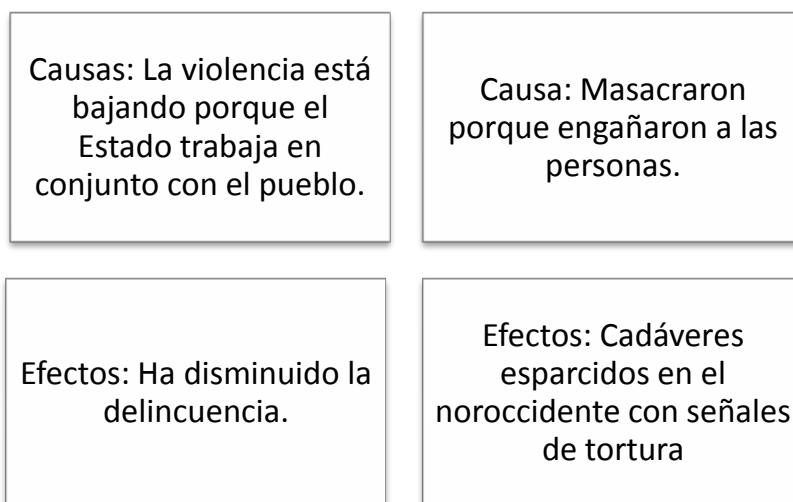 Causas: La violencia está
bajando porque el
Estado trabaja en
conjunto con el pueblo.
Causa: Masacraron
porque engañaron a las
personas.
Efectos: Ha disminuido la
delincuencia.
Efectos: Cadáveres
esparcidos en el
noroccidente con señales
de tortura